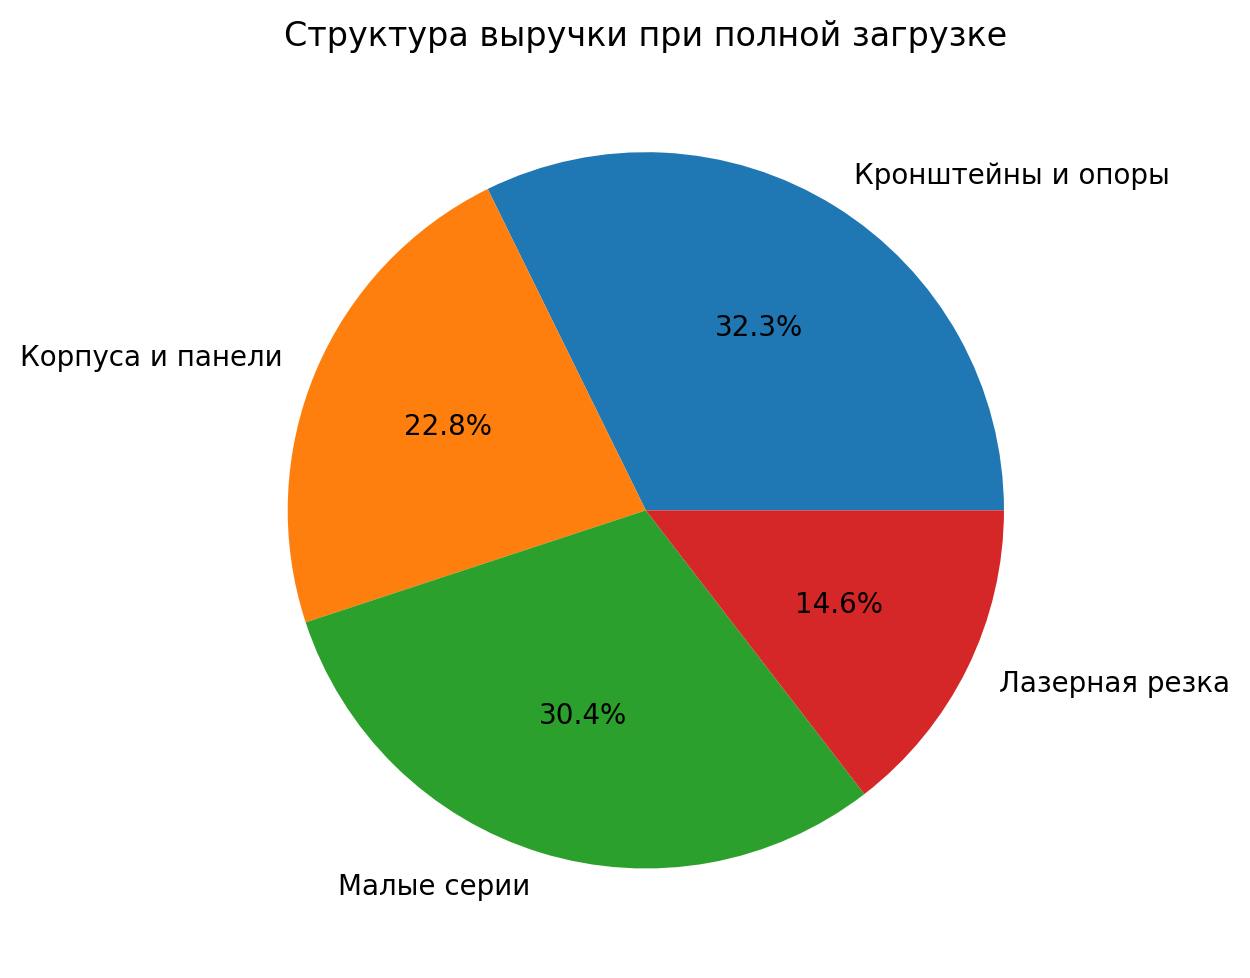 Структура выручки при полной загрузке
Кронштейны и опоры
32.3%
Корпуса и панели
22.8%
Малые серии
30.4%
Лазерная резка
14.6%